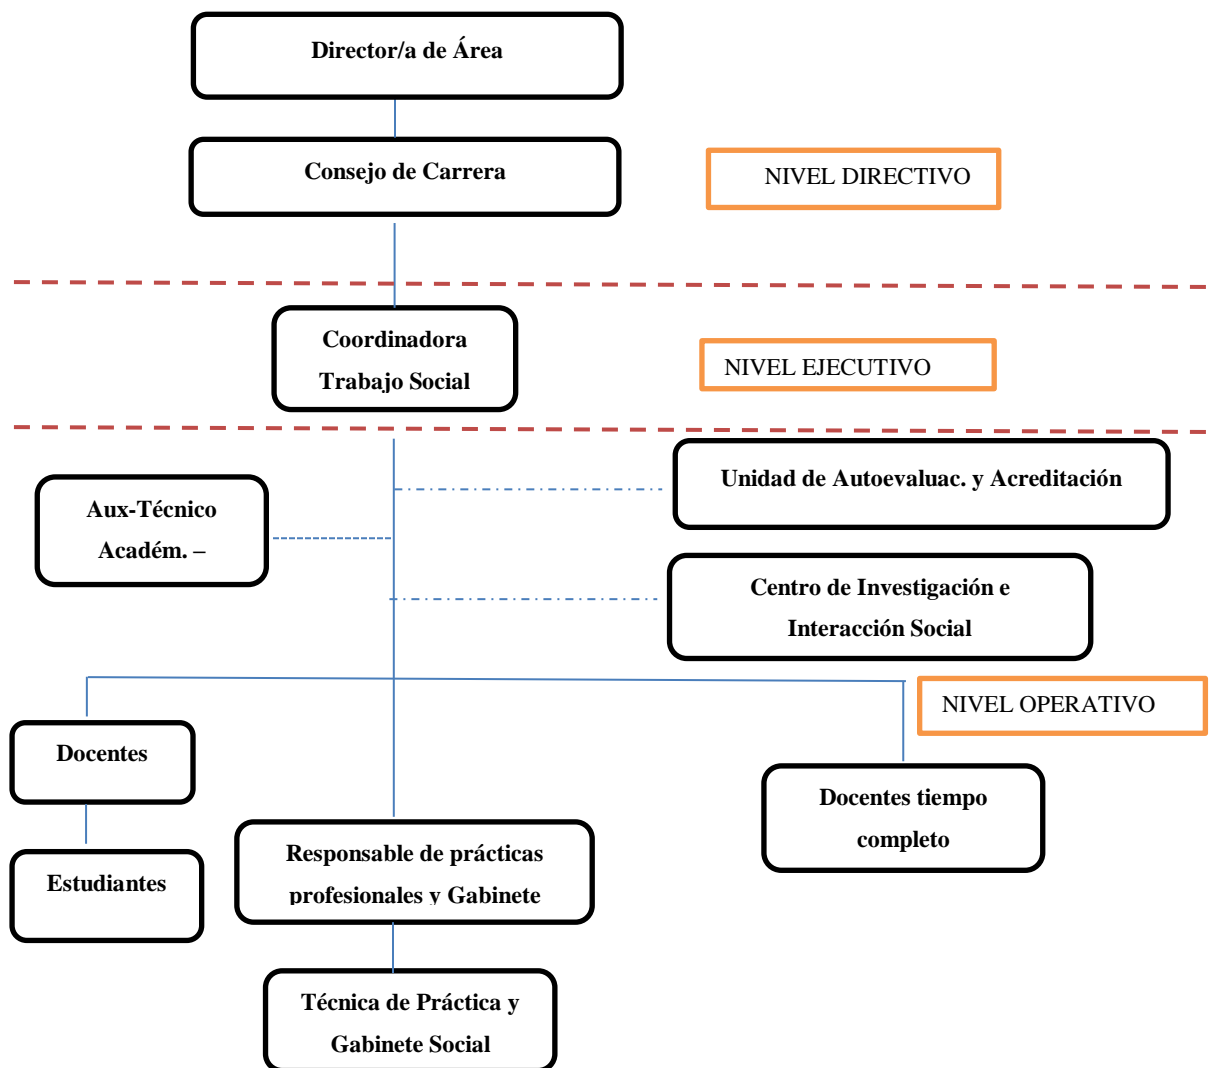 Director/a de Área
Consejo de Carrera
NIVEL DIRECTIVO
Coordinadora
Trabajo Social
NIVEL EJECUTIVO
Unidad de Autoevaluac. y Acreditación
Aux-Técnico
Académ. –
Centro de Investigación e
Interacción Social
NIVEL OPERATIVO
Docentes
Docentes tiempo
completo
Responsable de prácticas
profesionales y Gabinete
Estudiantes
Técnica de Práctica y
Gabinete Social